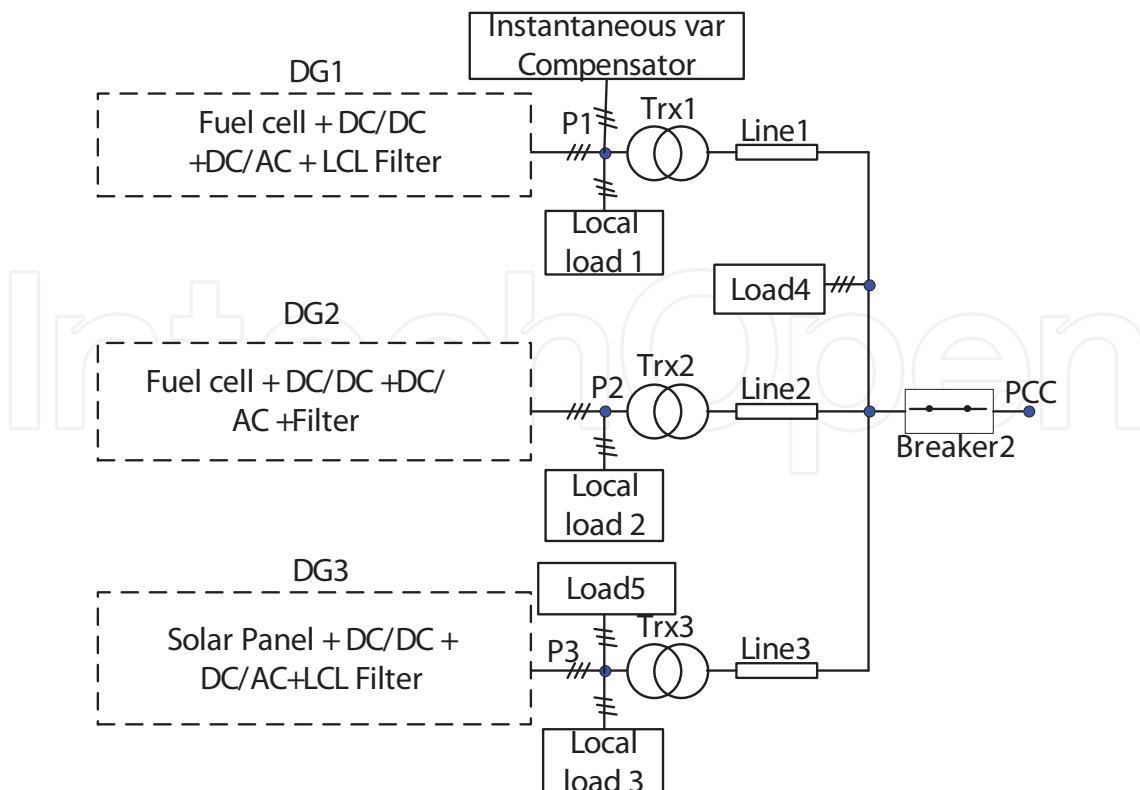 Instantaneous var
Compensator
DG1
Fuel cell + DC/DC
+DC/AC + LCL Filter
P1
Trx1
Line1
Local
load 1
Load4
DG2
Fuel cell + DC/DC +DC/
AC +Filter
P2
Trx2
Line2
PCC
Breaker2
Local
load 2
DG3
Load5
Solar Panel + DC/DC +
DC/AC+LCL Filter
P3
Trx3
Line3
Local
load 3
IntechOpen